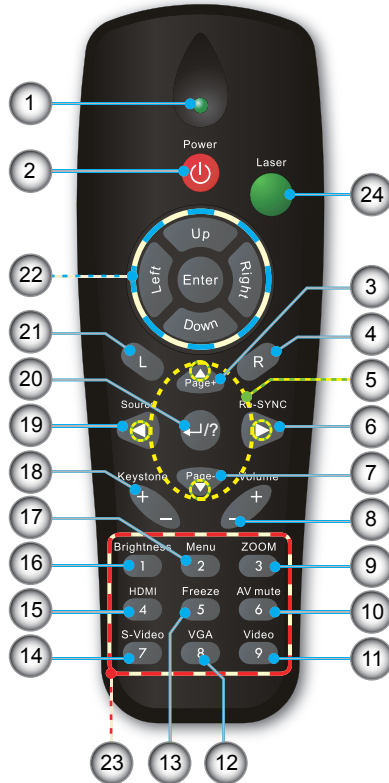 1
Power
2
Laser
24
Up
22
Left
Enter
Right
3
Down
21
L
R
4
Page+
5
20
Source
Re-SYNC
19
/?
6
18
Keystone
Page-
Volume
7
+
+
17
−
−
8
Brightness
Menu
ZOOM
16
1
2
3
9
HDMI
Freeze
AV mute
15
4
5
6
10
S-Video
VGA
Video
14
7
8
9
11
23
13
12